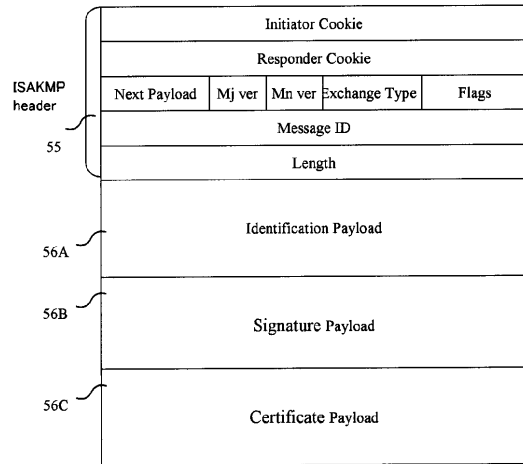 Initiator Cookie
Responder Cookie
ISAKMP
header
Next Payload Mj ver Mn ver Exchange Type Flags
Message ID
55
Length
Identification Payload
56A
56B
Signature Payload
56C
Certificate Payload